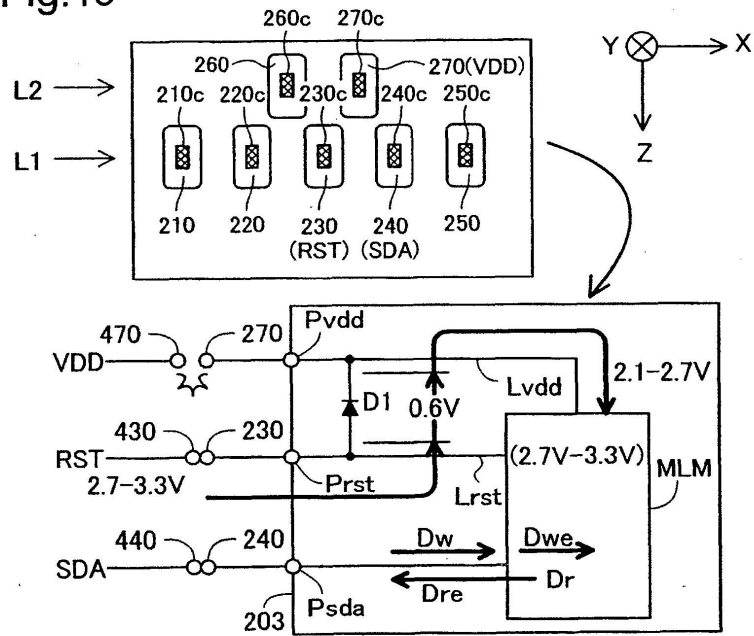 260c 270c
260 270(VDD)
L2
210c 220c 230c 240c 250c
L1
210 220 230 240 250
(RST) (SDA)
Y X
Z
470 270 Pvdd
VDD
Lvdd
2.1–2.7V
D1 0.6V
430 230
RST
2.7–3.3V
Prst
Lrst
(2.7V–3.3V)
MLM
440 240
SDA
Dw Dwe
Dre Dr
203 Psda